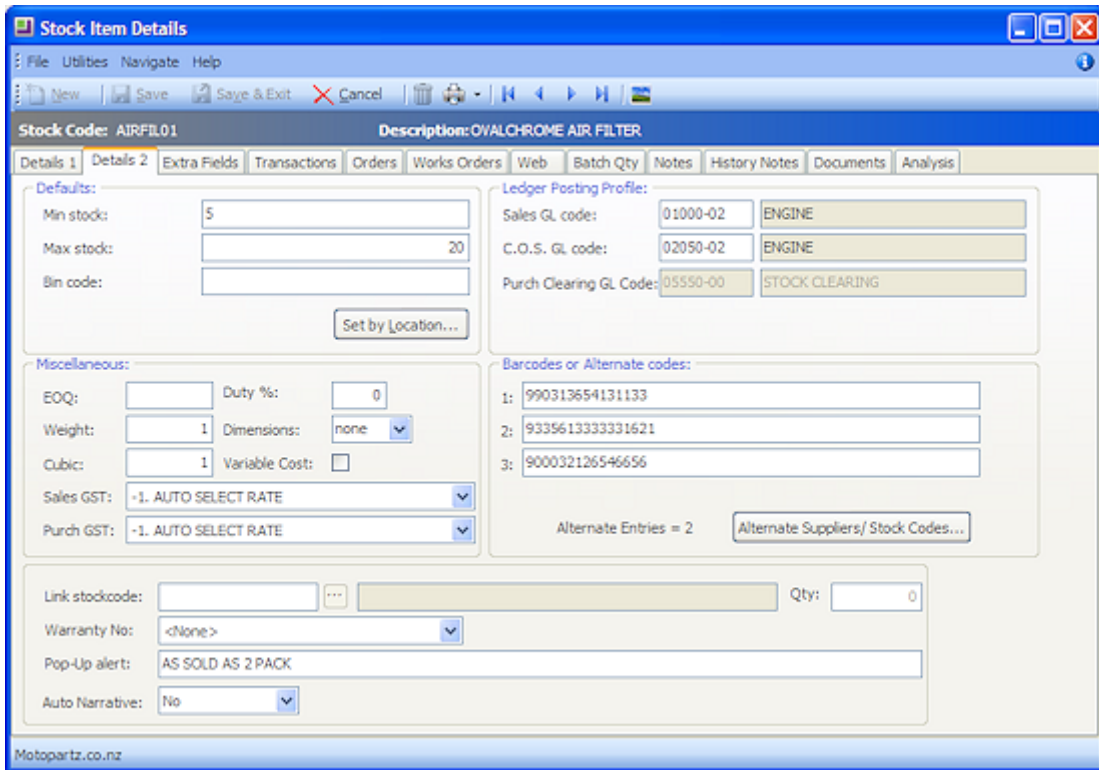 Stock Item Details
File Utilities Navigate Help
New Save Save & Exit Cancel
Stock Code: AIRFIL01 Description: OVALCHROME AIR FILTER
Details 1 Details 2 Extra Fields Transactions Orders Works Orders Web Batch Qty Notes History Notes Documents Analysis
Defaults:
Min stock: 5
Max stock: 20
Bin code:
Set by Location...
Ledger Posting Profile:
Sales GL code: 01000-02 ENGINE
C.O.S. GL code: 02050-02 ENGINE
Purch Clearing GL Code: 05550-00 STOCK CLEARING
Miscellaneous:
EOQ: Duty %: 0
Weight: 1 Dimensions: none
Cubic: 1 Variable Cost:
Sales GST: -1. AUTO SELECT RATE
Purch GST: -1. AUTO SELECT RATE
Barcodes or Alternate codes:
1: 990313654131133
2: 9335613333331621
3: 900032126546656
Alternate Entries = 2 Alternate Suppliers/ Stock Codes...
Link stockcode: ... Qty: 0
Warranty No: <None>
Pop-Up alert: AS SOLD AS 2 PACK
Auto Narrative: No
Motopartz.co.nz